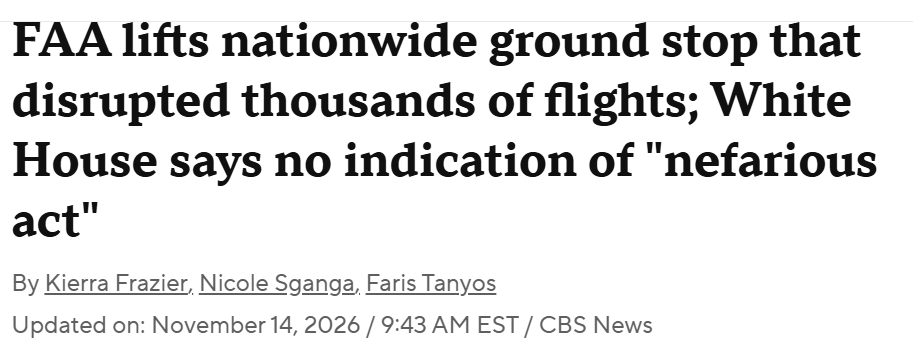 FAA lifts nationwide ground stop that
disrupted thousands of flights; White
House says no indication of "nefarious
act"
By Kierra Frazier, Nicole Sganga, Faris Tanyos
Updated on: November 14, 2026 / 9:43 AM EST / CBS News